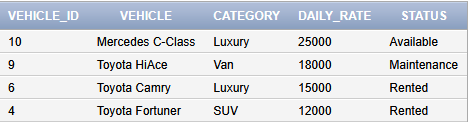 VEHICLE_ID VEHICLE CATEGORY DAILY_RATE STATUS
10 Mercedes C-Class Luxury 25000 Available
9 Toyota HiAce Van 18000 Maintenance
6 Toyota Camry Luxury 15000 Rented
4 Toyota Fortuner SUV 12000 Rented